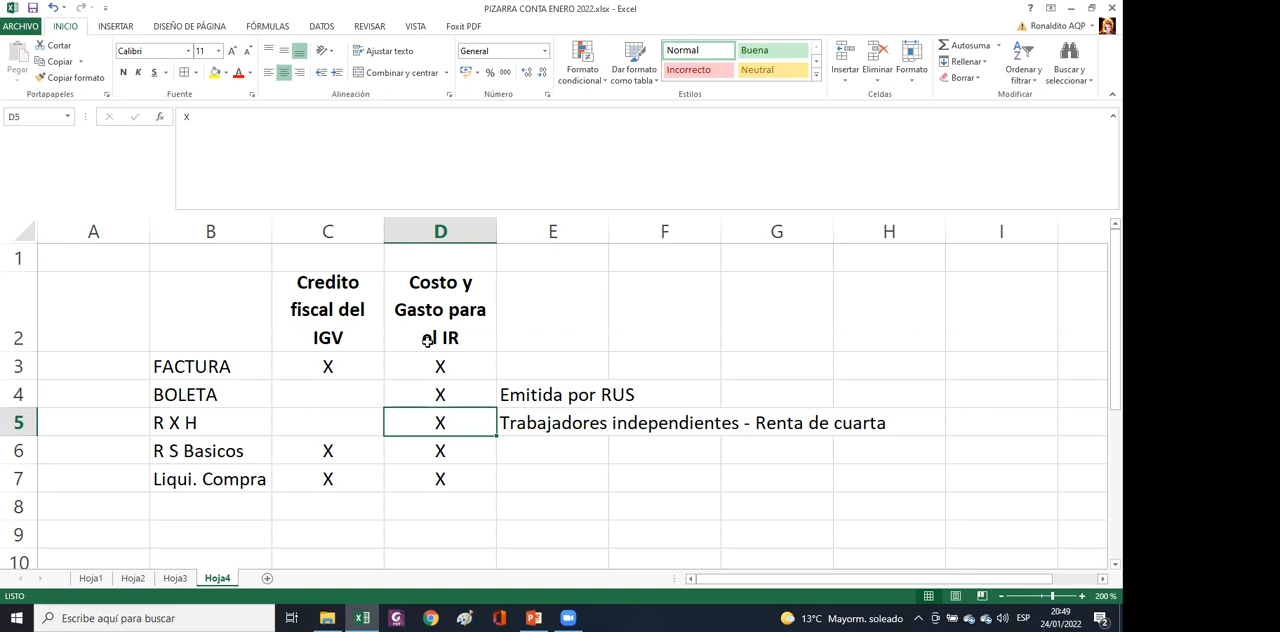 PIZARRA CONTA ENERO 2022.xlsx - Excel
ARCHIVO INICIO INSERTAR DISEÑO DE PÁGINA FÓRMULAS DATOS REVISAR VISTA Foxit PDF Ronaldito AQP
Pegar
Cortar
Copiar
Copiar formato
Portapapeles
Calibri 11
N K S
Fuente
Ajustar texto
Combinar y centrar
Alineación
General
% 000
Número
Formato condicional
Dar formato como tabla
Normal Buena
Incorrecto Neutral
Estilos
Insertar Eliminar Formato
Celdas
Autosuma
Rellenar
Borrar
Ordenar y filtrar
Buscar y seleccionar
Modificar
D5 fx X
A B C D E F G H I
1
2 Credito fiscal del IGV Costo y Gasto para el IR
3 FACTURA X X
4 BOLETA X Emitida por RUS
5 R X H X Trabajadores independientes - Renta de cuarta
6 R S Basicos X X
7 Liqui. Compra X X
8
9
10
Hoja1 Hoja2 Hoja3 Hoja4
LISTO 200 %
Escribe aquí para buscar
13°C Mayorm. soleado ESP
20:49
24/01/2022
2